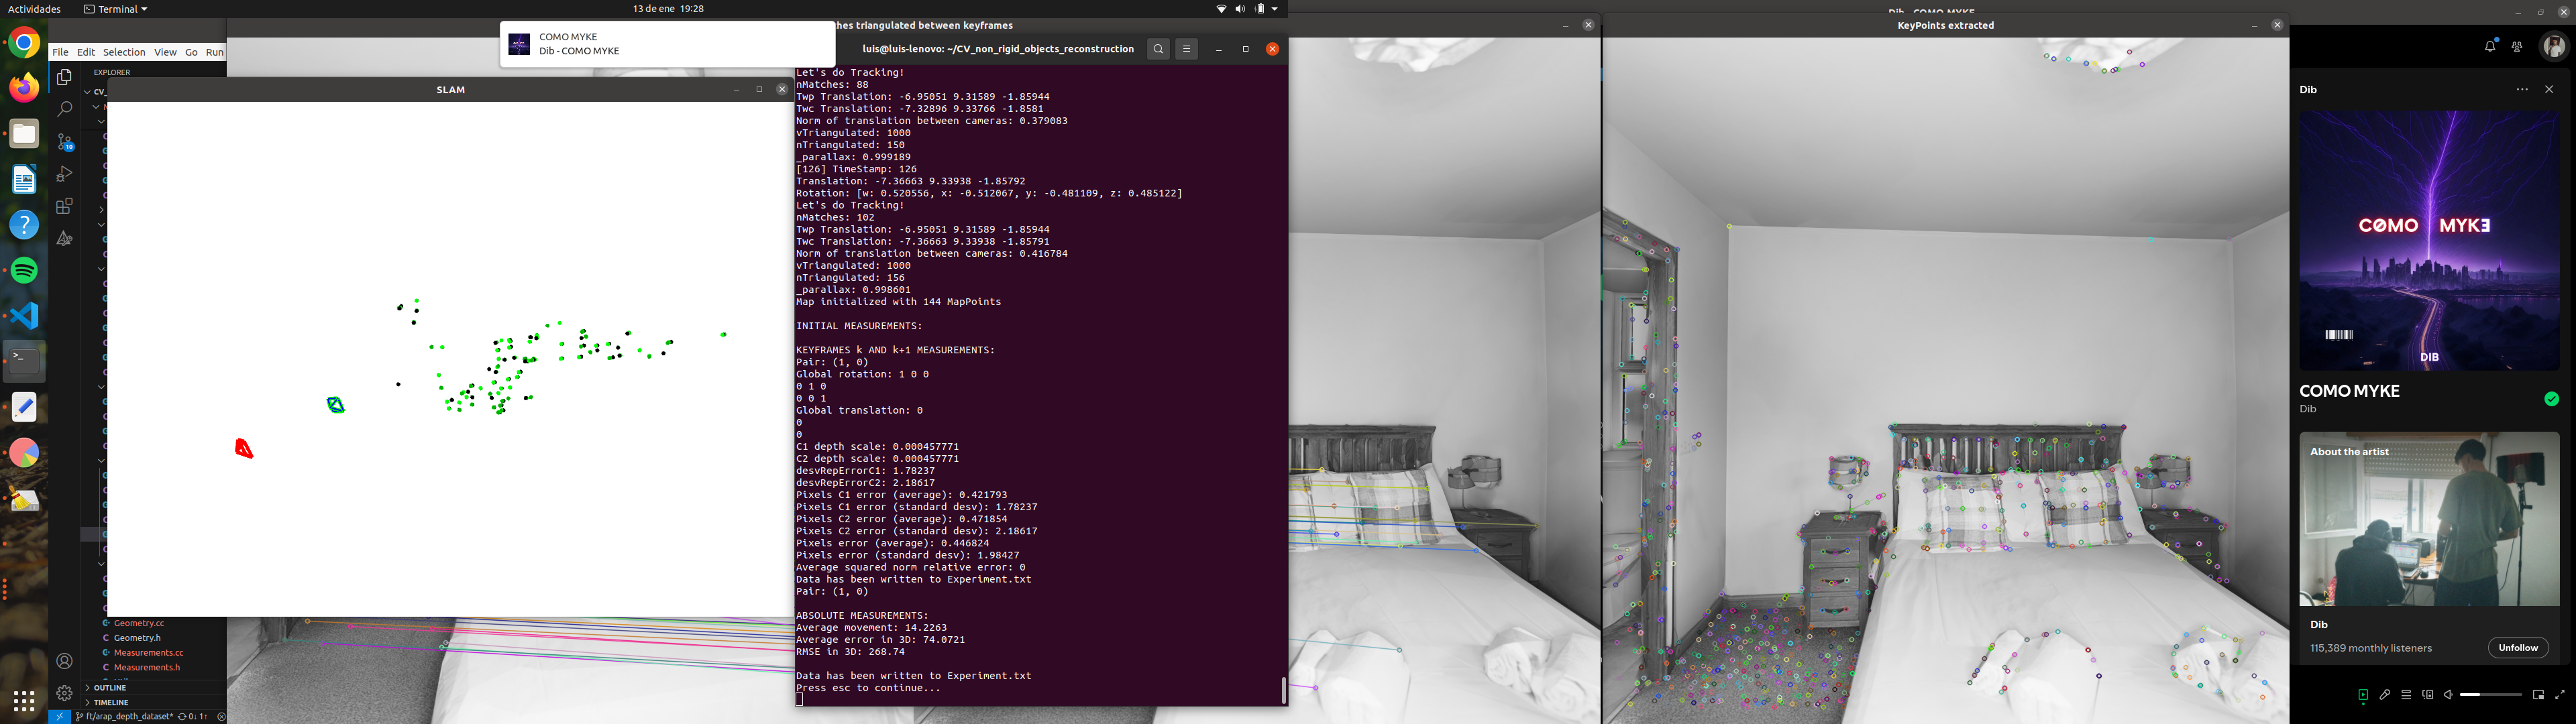 Actividades
Terminal
13 de ene 19:28
COMO MYKE
Dib - COMO MYKE
File Edit Selection View Go Run
EXPLORER
CV_
10
SLAM
Geometry.cc
Geometry.h
Measurements.cc
Measurements.h
OUTLINE
TIMELINE
ft/arap_depth_dataset* 0↓ 1↑
hes triangulated between keyframes
luis@luis-lenovo: ~/CV_non_rigid_objects_reconstruction
Let's do Tracking!
nMatches: 88
Twp Translation: -6.95051 9.31589 -1.85944
Twc Translation: -7.32896 9.33766 -1.8581
Norm of translation between cameras: 0.379083
vTriangulated: 1000
nTriangulated: 150
_parallax: 0.999189
[126] TimeStamp: 126
Translation: -7.36663 9.33938 -1.85792
Rotation: [w: 0.520556, x: -0.512067, y: -0.481109, z: 0.485122]
Let's do Tracking!
nMatches: 102
Twp Translation: -6.95051 9.31589 -1.85944
Twc Translation: -7.36663 9.33938 -1.85791
Norm of translation between cameras: 0.416784
vTriangulated: 1000
nTriangulated: 156
_parallax: 0.998601
Map initialized with 144 MapPoints
INITIAL MEASUREMENTS:
KEYFRAMES k AND k+1 MEASUREMENTS:
Pair: (1, 0)
Global rotation: 1 0 0
0 1 0
0 0 1
Global translation: 0
0
0
C1 depth scale: 0.000457771
C2 depth scale: 0.000457771
desvRepErrorC1: 1.78237
desvRepErrorC2: 2.18617
Pixels C1 error (average): 0.421793
Pixels C1 error (standard desv): 1.78237
Pixels C2 error (average): 0.471854
Pixels C2 error (standard desv): 2.18617
Pixels error (average): 0.446824
Pixels error (standard desv): 1.98427
Average squared norm relative error: 0
Data has been written to Experiment.txt
Pair: (1, 0)
ABSOLUTE MEASUREMENTS:
Average movement: 14.2263
Average error in 3D: 74.0721
RMSE in 3D: 268.74
Data has been written to Experiment.txt
Press esc to continue...
KeyPoints extracted
Dib - COMO MYKE
Dib
COMO MYKE
DIB
COMO MYKE
Dib
About the artist
Dib
115,389 monthly listeners
Unfollow